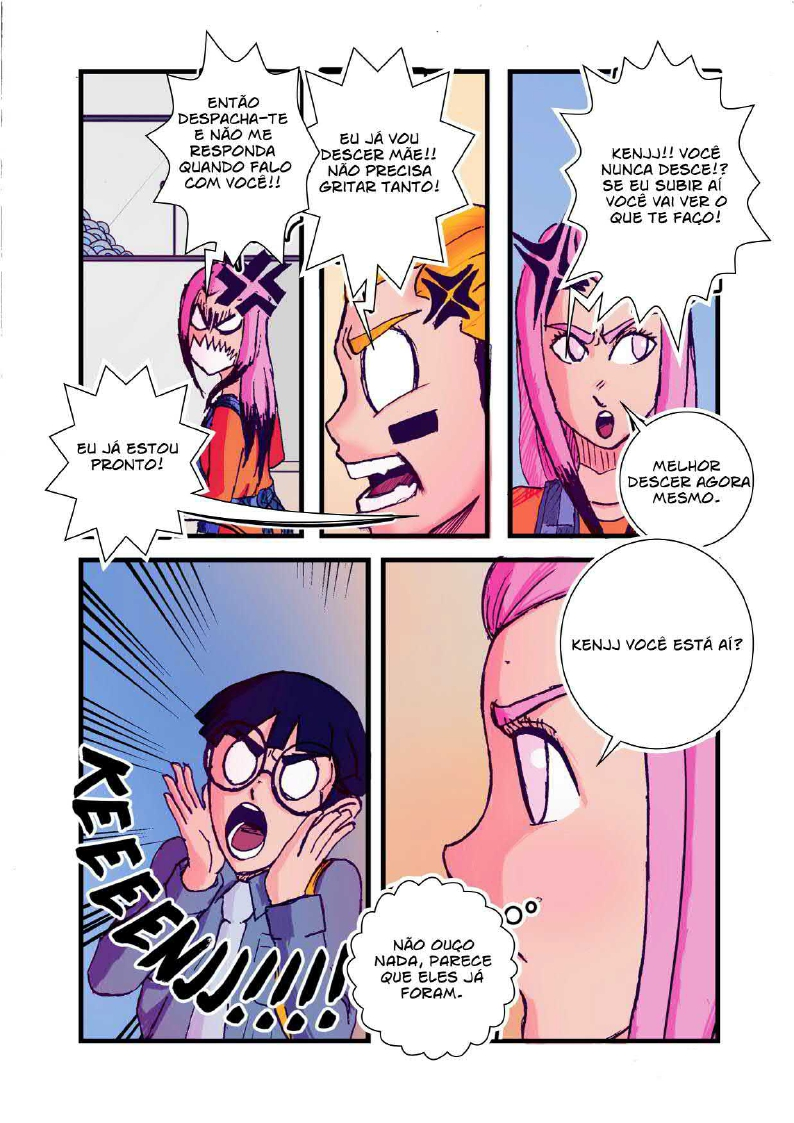 KENJJ!! VOCÊ
NUNCA DESCE!?
SE EU SUBIR AÍ
VOCÊ VAI VER O
QUE TE FAÇO!
MELHOR
DESCER AGORA
MESMO.
EU JÁ VOU
DESCER MÃE!!
NÃO PRECISA
GRITAR TANTO!
ENTÃO
DESPACHA-TE
E NÃO ME
RESPONDA
QUANDO FALO
COM VOCÊ!!
EU JÁ ESTOU
PRONTO!
KENJJ VOCÊ ESTÁ AÍ?
NÃO OUÇO
NADA, PARECE
QUE ELES JÁ
FORAM.
KEEEENJJ!!!!!